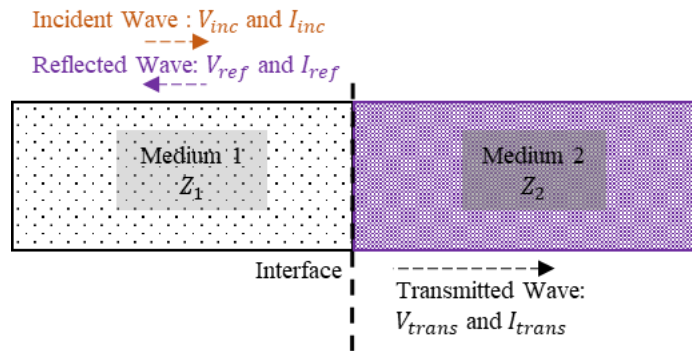 Incident Wave : V_inc and I_inc
Reflected Wave: V_ref and I_ref
Medium 1
Z_1
Medium 2
Z_2
Interface
Transmitted Wave:
V_trans and I_trans